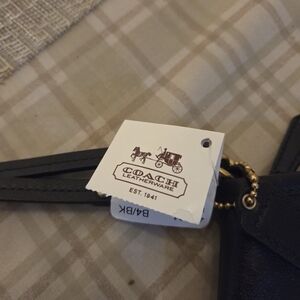 COACH
LEATHERWARE
EST. 1941
B4/BK